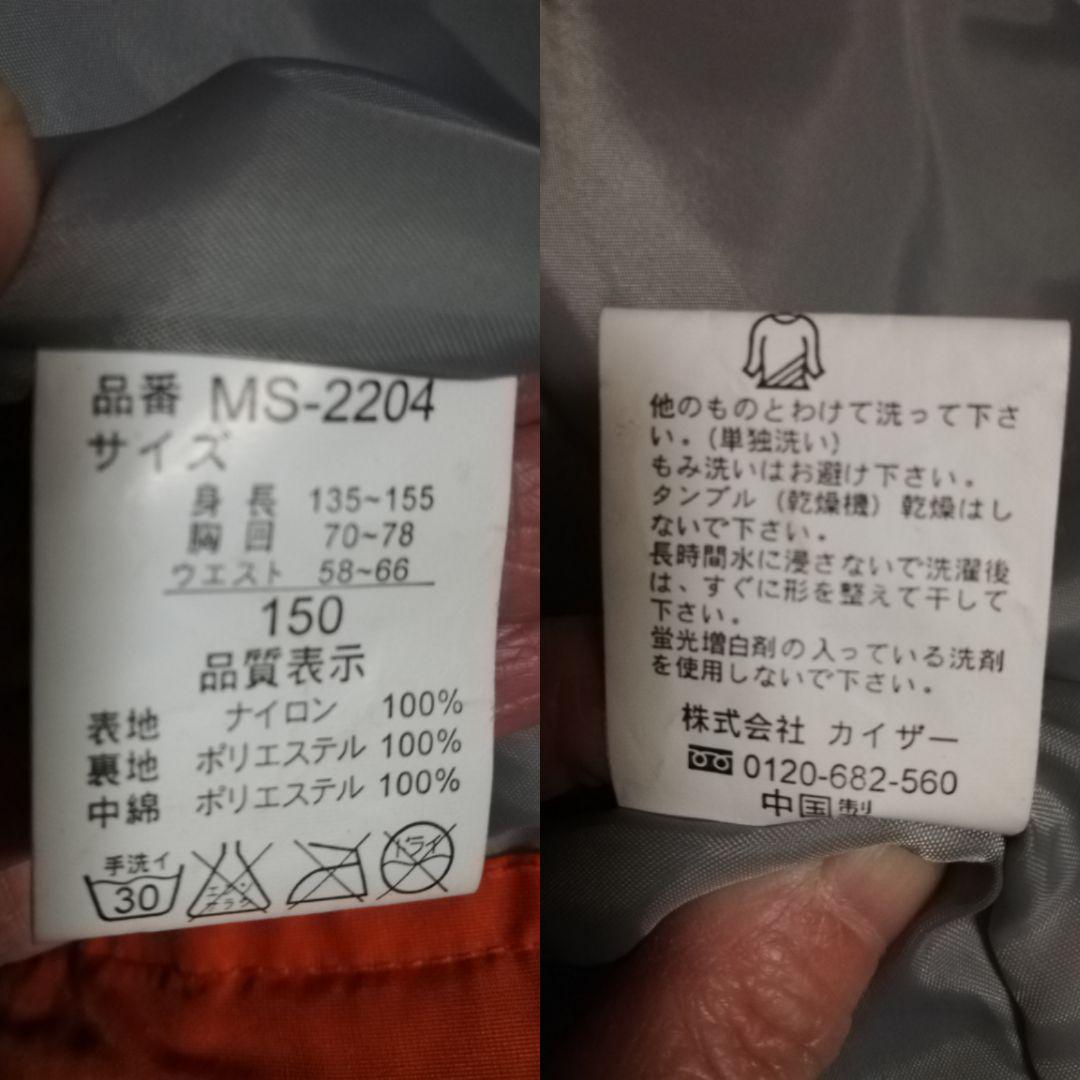 品番 MS-2204
サイズ
身長 135~155
胸回 70~78
ウエスト 58~66
150
品質表示
表地 ナイロン 100%
裏地 ポリエステル 100%
中綿 ポリエステル 100%
手洗イ
30
エンソ
サラシ
ドライ
他のものとわけて洗って下さ
い。(単独洗い)
もみ洗いはお避け下さい。
タンブル（乾燥機）乾燥はし
ないで下さい。
長時間水に浸さないで洗濯後
は、すぐに形を整えて干して
下さい。
蛍光増白剤の入っている洗剤
を使用しないで下さい。
株式会社 カイザー
0120-682-560
中国製